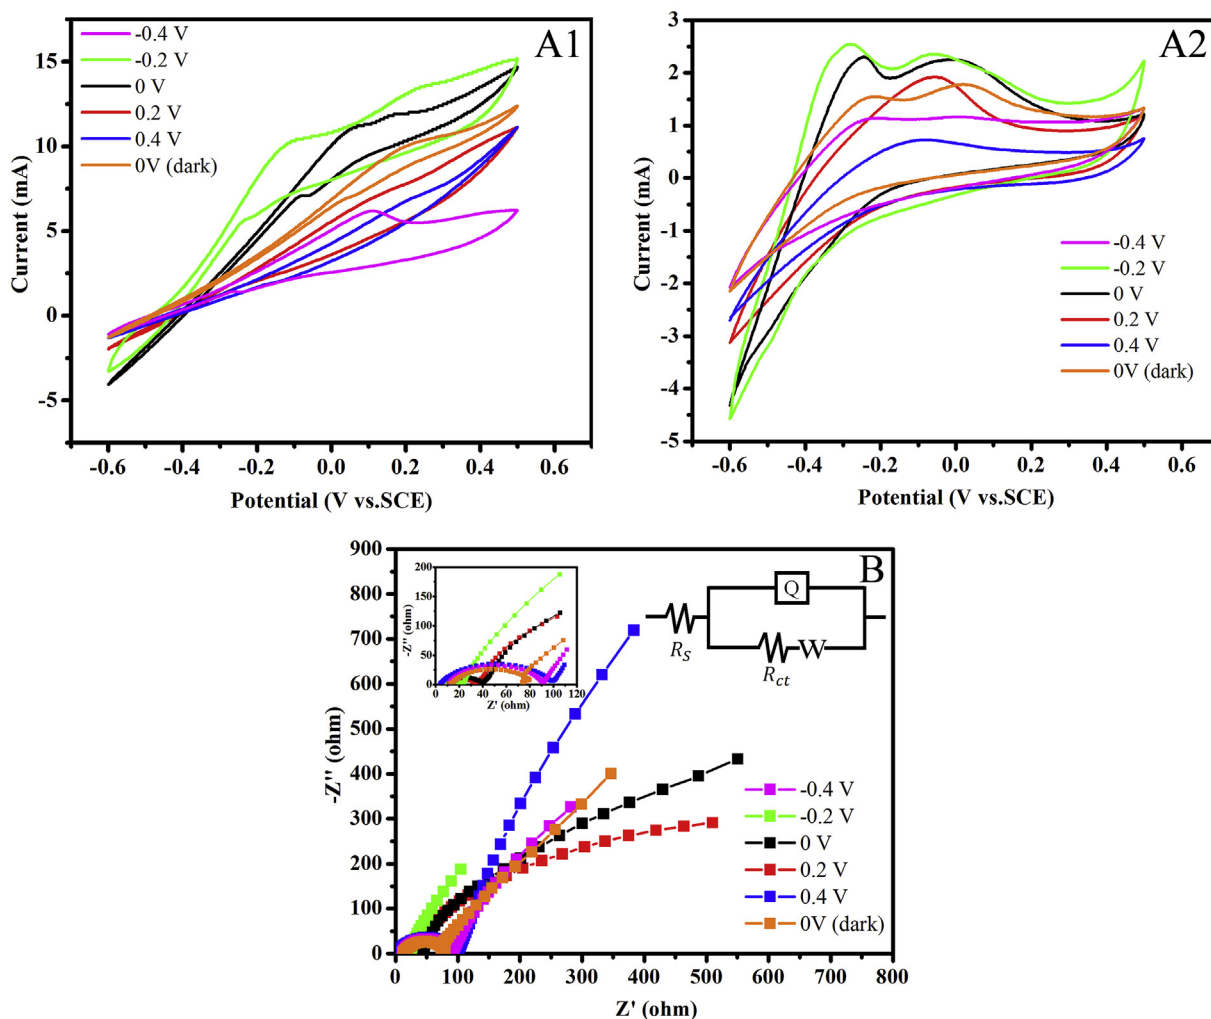 A1
-0.4 V
-0.2 V
0 V
0.2 V
0.4 V
0V (dark)
15
10
5
0
-5
Current (mA)
-0.6
-0.4
-0.2
0.0
0.2
0.4
0.6
Potential (V vs.SCE)
A2
3
2
1
0
-1
-2
-3
-4
-5
Current (mA)
-0.4 V
-0.2 V
0 V
0.2 V
0.4 V
0V (dark)
-0.6
-0.4
-0.2
0.0
0.2
0.4
0.6
Potential (V vs.SCE)
B
900
800
700
600
500
400
300
200
100
0
-Z'' (ohm)
200
150
100
50
25
0
-Z'' (ohm)
0
20
40
60
80
100
120
Z' (ohm)
Q
Rs
Rct
W
-0.4 V
-0.2 V
0 V
0.2 V
0.4 V
0V (dark)
0
100
200
300
400
500
600
700
800
Z' (ohm)